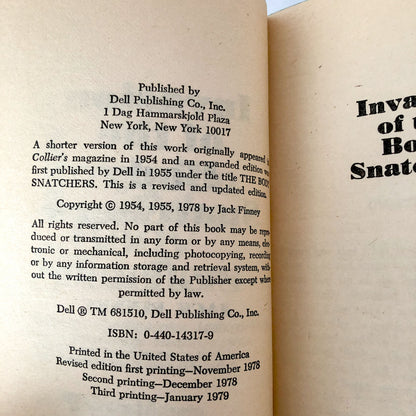 Published by
Dell Publishing Co., Inc.
1 Dag Hammarskjold Plaza
New York, New York 10017
A shorter version of this work originally appeared in
Collier's magazine in 1954 and an expanded edition was
first published by Dell in 1955 under the title THE BODY
SNATCHERS. This is a revised and updated edition.
Copyright © 1954, 1955, 1978 by Jack Finney
All rights reserved. No part of this book may be repro-
duced or transmitted in any form or by any means, elec-
tronic or mechanical, including photocopying, recording
or by any information storage and retrieval system, with-
out the written permission of the Publisher except where
permitted by law.
Dell ® TM 681510, Dell Publishing Co., Inc.
ISBN: 0-440-14317-9
Printed in the United States of America
Revised edition first printing—November 1978
Second printing—December 1978
Third printing—January 1979
Inva
of t
Bo
Snatc